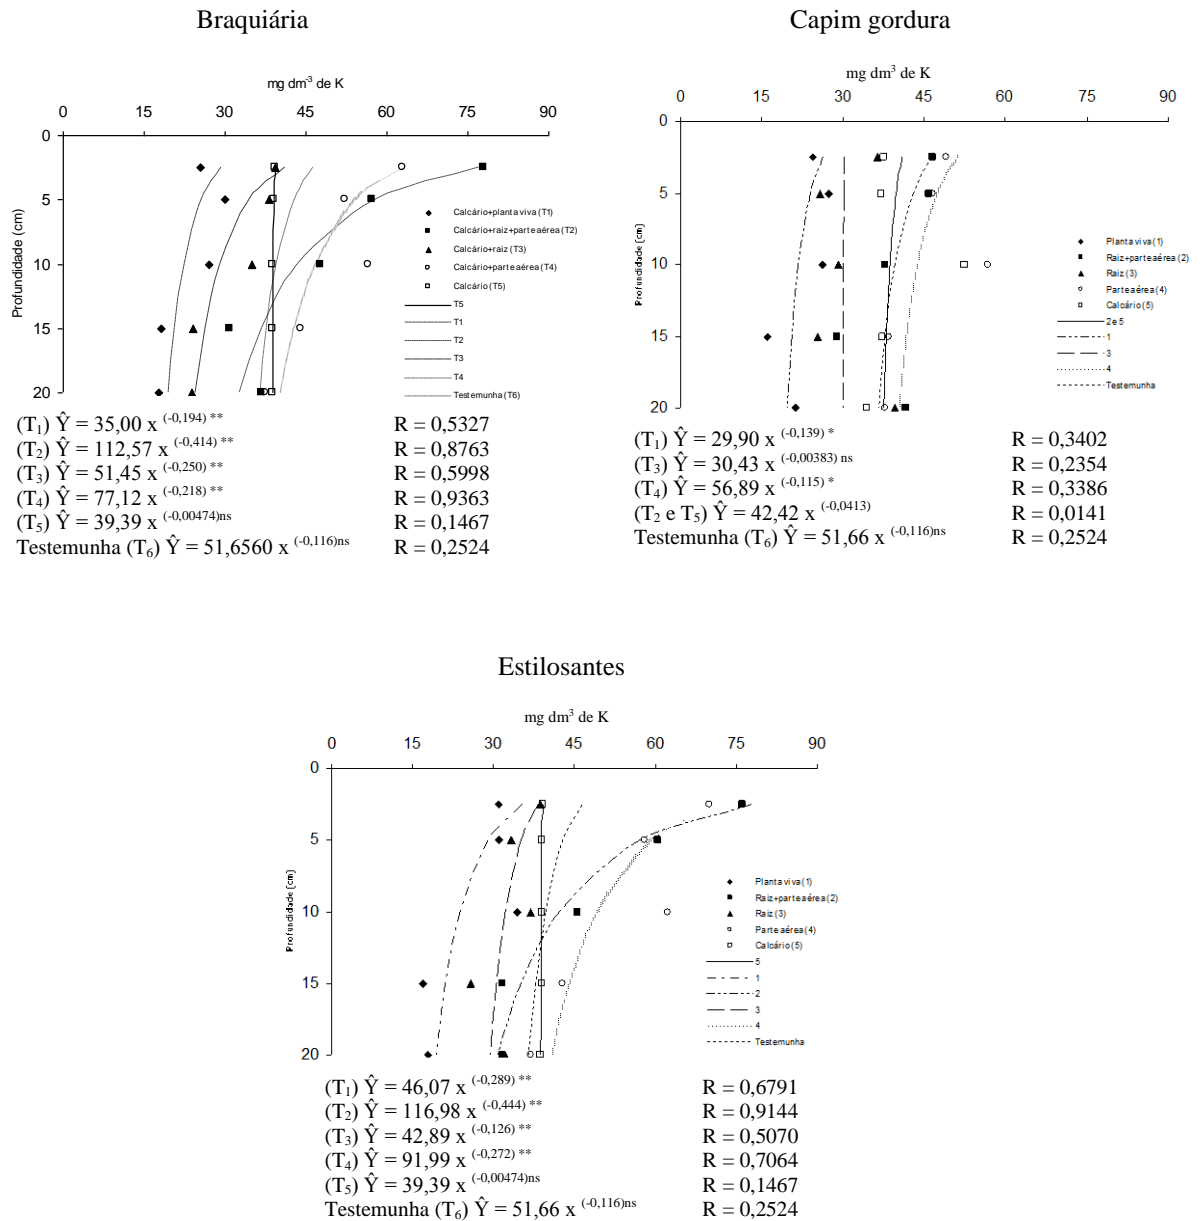 Braquiária
mg dm-3 de K
0 15 30 45 60 75 90
0
5
10
15
20
Profundidade (cm)
Calcário+planta viva (T1)
Calcário+raiz+parte aérea (T2)
Calcário+raiz (T3)
Calcário+parte aérea (T4)
Calcário (T5)
T5
T1
T2
T3
T4
Testemunha (T6)
(T1) Ŷ = 35,00 x (-0,194) ** R = 0,5327
(T2) Ŷ = 112,57 x (-0,414) ** R = 0,8763
(T3) Ŷ = 51,45 x (-0,250) ** R = 0,5998
(T4) Ŷ = 77,12 x (-0,218) ** R = 0,9363
(T5) Ŷ = 39,39 x (-0,00474)ns R = 0,1467
Testemunha (T6) Ŷ = 51,6560 x (-0,116)ns R = 0,2524
Capim gordura
mg dm3 de K
0 15 30 45 60 75 90
0
5
10
15
20
Profundidade (cm)
Planta viva (1)
Raiz+parte aérea (2)
Raiz (3)
Parte aérea (4)
Calcário (5)
2 e 5
1
3
4
Testemunha
(T1) Ŷ = 29,90 x (-0,139) * R = 0,3402
(T3) Ŷ = 30,43 x (-0,00383) ns R = 0,2354
(T4) Ŷ = 56,89 x (-0,115) * R = 0,3386
(T2 e T5) Ŷ = 42,42 x (-0,0413) R = 0,0141
Testemunha (T6) Ŷ = 51,66 x (-0,116)ns R = 0,2524
Estilosantes
mg dm3 de K
0 15 30 45 60 75 90
0
5
10
15
20
Profundidade (cm)
Planta viva (1)
Raiz+parte aérea (2)
Raiz (3)
Parte aérea (4)
Calcário (5)
5
1
2
3
4
Testemunha
(T1) Ŷ = 46,07 x (-0,289) ** R = 0,6791
(T2) Ŷ = 116,98 x (-0,444) ** R = 0,9144
(T3) Ŷ = 42,89 x (-0,126) ** R = 0,5070
(T4) Ŷ = 91,99 x (-0,272) ** R = 0,7064
(T5) Ŷ = 39,39 x (-0,00474)ns R = 0,1467
Testemunha (T6) Ŷ = 51,66 x (-0,116)ns R = 0,2524